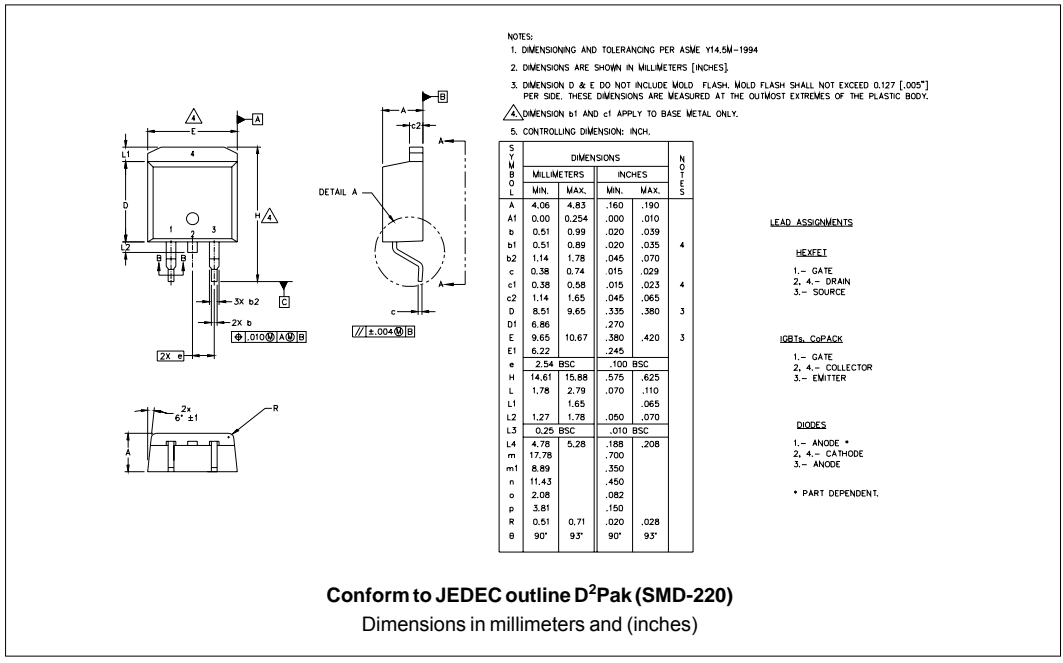 NOTES:
1. DIMENSIONING AND TOLERANCING PER ASME Y14.5M-1994
2. DIMENSIONS ARE SHOWN IN MILLIMETERS [INCHES].
3. DIMENSION D & E DO NOT INCLUDE MOLD FLASH. MOLD FLASH SHALL NOT EXCEED 0.127 [.005"]
PER SIDE. THESE DIMENSIONS ARE MEASURED AT THE OUTMOST EXTREMES OF THE PLASTIC BODY.
4. DIMENSION b1 AND c1 APPLY TO BASE METAL ONLY.
5. CONTROLLING DIMENSION: INCH.
4
E
A
L1
4
D
H
4
1 2 3
L2
B B
3X b2
C
2X b
⌖ .010 Ⓜ A Ⓜ B
2X e
A
B
c2
A
DETAIL A
A
c
// ±.004 Ⓜ B
2x
6° ±1
R
A
SYMBOL DIMENSIONS NOTES
MILLIMETERS INCHES
MIN. MAX. MIN. MAX.
A 4.06 4.83 .160 .190
A1 0.00 0.254 .000 .010
b 0.51 0.99 .020 .039
b1 0.51 0.89 .020 .035 4
b2 1.14 1.78 .045 .070
c 0.38 0.74 .015 .029
c1 0.38 0.58 .015 .023 4
c2 1.14 1.65 .045 .065
D 8.51 9.65 .335 .380 3
D1 6.86 .270
E 9.65 10.67 .380 .420 3
E1 6.22 .245
e 2.54 BSC .100 BSC
H 14.61 15.88 .575 .625
L 1.78 2.79 .070 .110
L1 1.65 .065
L2 1.27 1.78 .050 .070
L3 0.25 BSC .010 BSC
L4 4.78 5.28 .188 .208
m 17.78 .700
m1 8.89 .350
n 11.43 .450
o 2.08 .082
p 3.81 .150
R 0.51 0.71 .020 .028
θ 90° 93° 90° 93°
LEAD ASSIGNMENTS
HEXFET
1.- GATE
2, 4.- DRAIN
3.- SOURCE
IGBTs, CoPACK
1.- GATE
2, 4.- COLLECTOR
3.- EMITTER
DIODES
1.- ANODE *
2, 4.- CATHODE
3.- ANODE
* PART DEPENDENT.
Conform to JEDEC outline D²Pak (SMD-220)
Dimensions in millimeters and (inches)